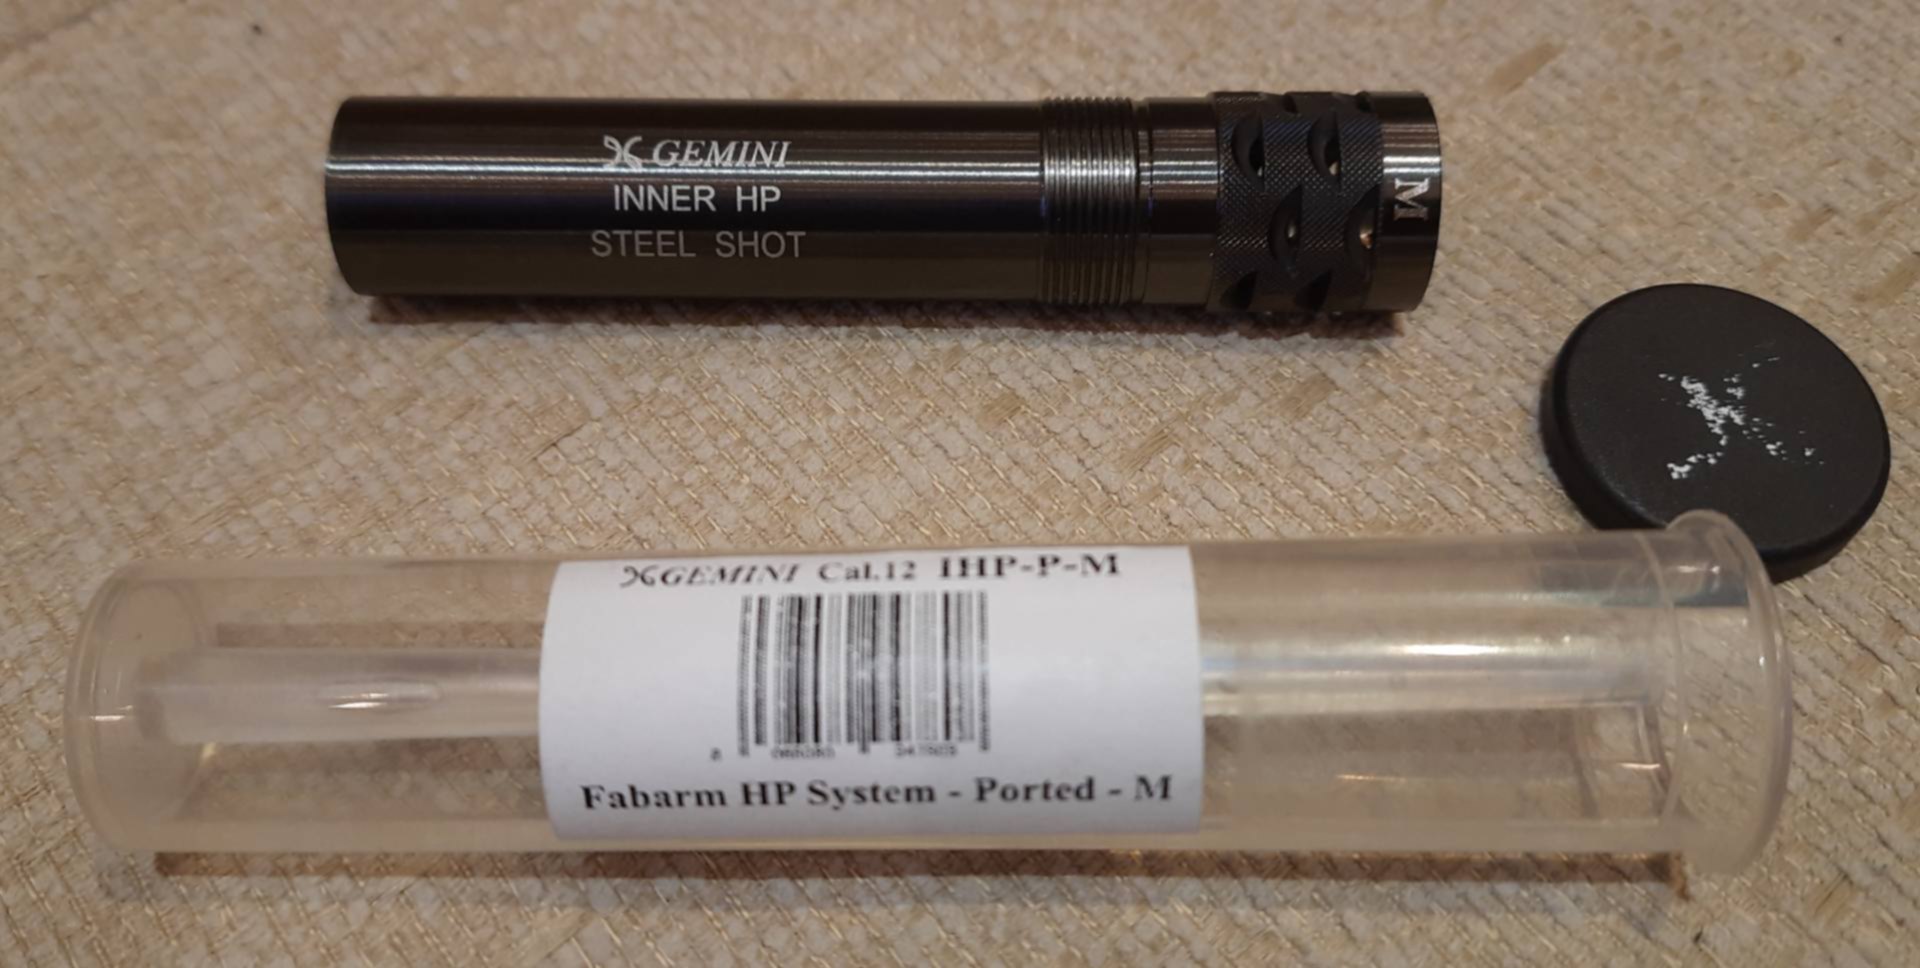 GEMINI
INNER HP
STEEL SHOT
M
GEMINI Cal.12 IHP-P-M
Fabarm HP System - Ported - M